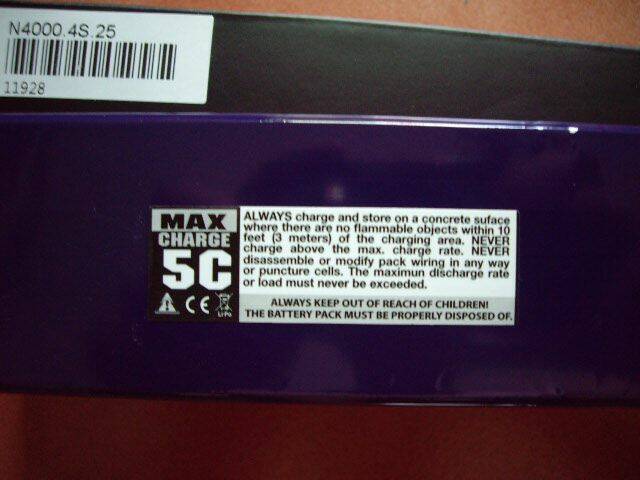 N4000.4S.25
11928
MAX
CHARGE
5C
Li-Po
ALWAYS charge and store on a concrete suface
where there are no flammable objects within 10
feet (3 meters) of the charging area. NEVER
charge above the max. charge rate. NEVER
disassemble or modify pack wiring in any way
or puncture cells. The maximun discharge rate
or load must never be exceeded.
ALWAYS KEEP OUT OF REACH OF CHILDREN!
THE BATTERY PACK MUST BE PROPERLY DISPOSED OF.